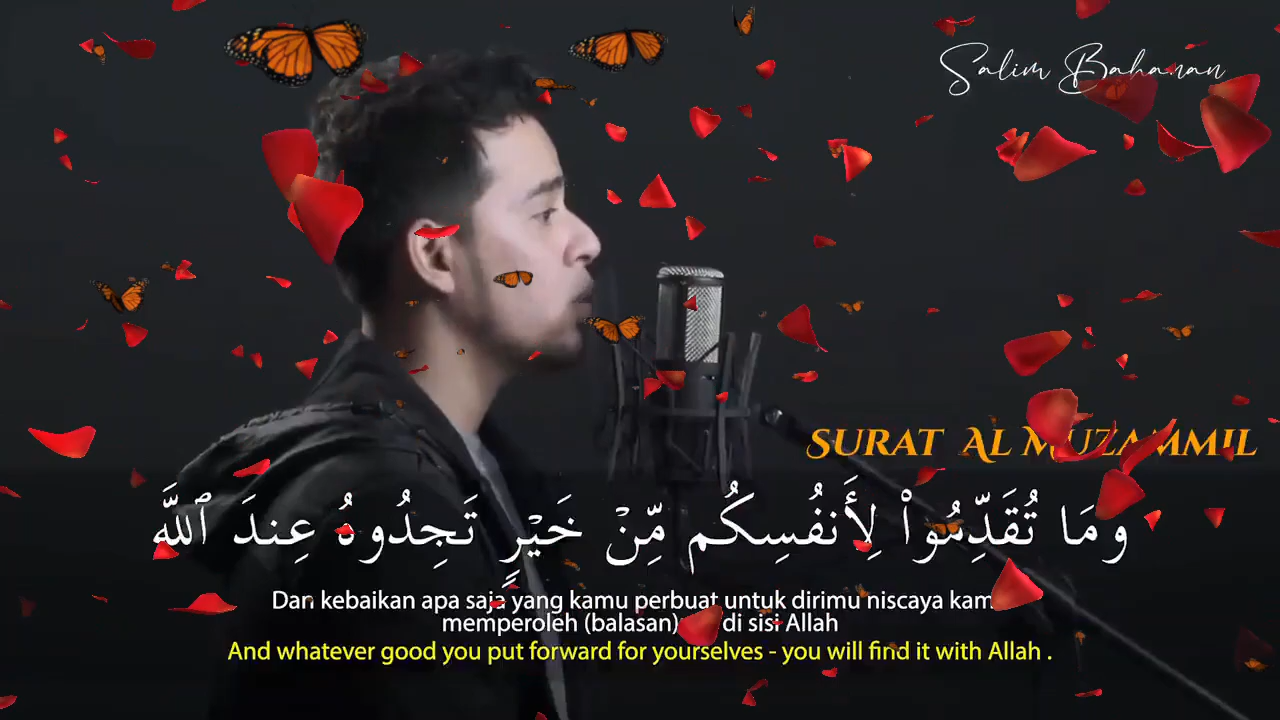 Salim Bahanan
SURAT AL MUZAMMIL
وَمَا تُقَدِّمُوا۟ لِأَنفُسِكُم مِّنْ خَيْرٍ تَجِدُوهُ عِندَ ٱللَّهِ
Dan kebaikan apa saja yang kamu perbuat untuk dirimu niscaya kamu
memperoleh (balasan) di sisi Allah
And whatever good you put forward for yourselves - you will find it with Allah .